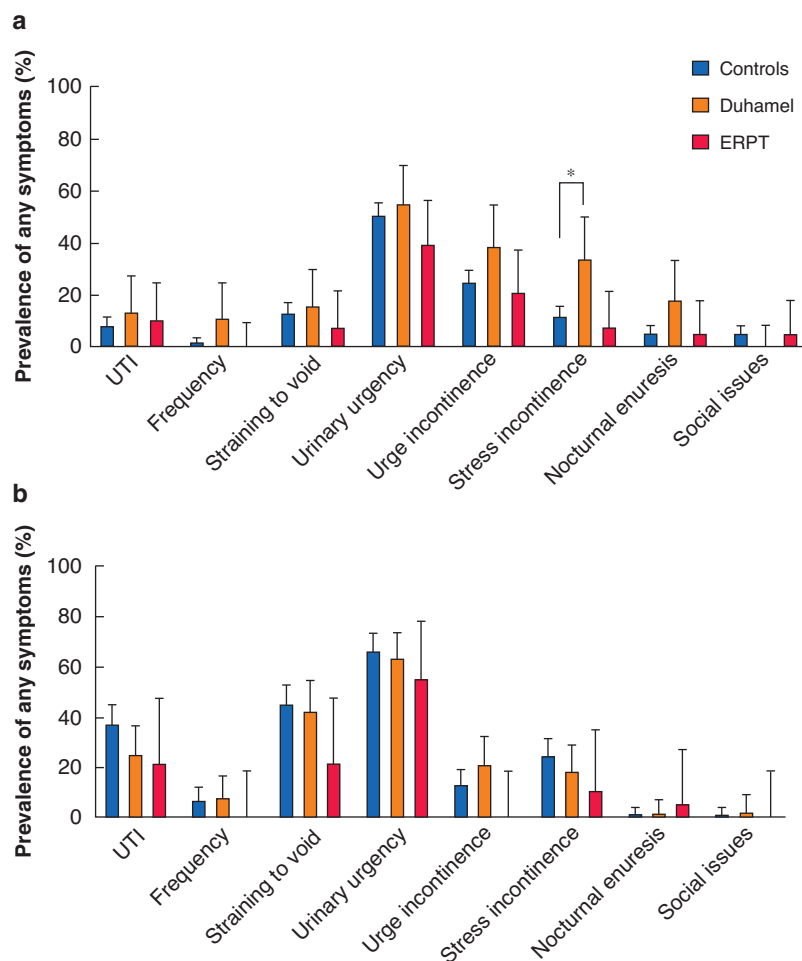 a
Prevalence of any symptoms (%)
100
80
60
40
20
0
Controls
Duhamel
ERPT
*
UTI
Frequency
Straining to void
Urinary urgency
Urge incontinence
Stress incontinence
Nocturnal enuresis
Social issues
b
Prevalence of any symptoms (%)
100
80
60
40
20
0
UTI
Frequency
Straining to void
Urinary urgency
Urge incontinence
Stress incontinence
Nocturnal enuresis
Social issues